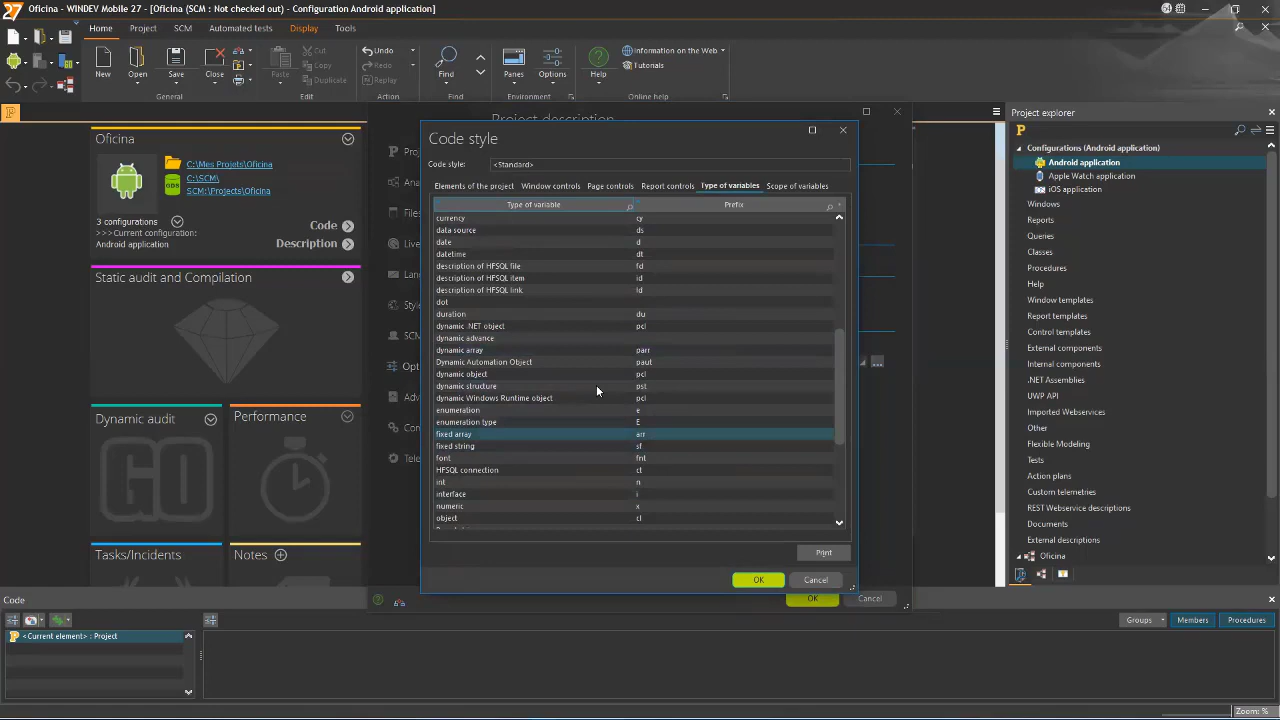 27 Oficina - WINDEV Mobile 27 - Oficina (SCM : Not checked out) - Configuration Android application]
Home Project SCM Automated tests Display Tools
New Open Save Close
Paste
Cut
Copy
Duplicate
Undo
Redo
Replay
Find
Panes
Options
Help
Information on the Web
Tutorials
General
Action
Find
Environment
Online help
Oficina
C:\Mes Projets\Oficina
C:\SCM\
SCM:\Projects\Oficina
3 configurations
>>>Current configuration:
Android application
Code
Description
Static audit and Compilation
Dynamic audit
GO
Performance
Tasks/Incidents
Notes
Project description
OK
Cancel
Code style
Code style: <Standard>
Elements of the project Window controls Page controls Report controls Type of variables Scope of variables
Type of variable Prefix
currency cy
data source ds
date d
datetime dt
description of HFSQL file fd
description of HFSQL item id
description of HFSQL link ld
dot
duration du
dynamic .NET object pcl
dynamic advance
dynamic array parr
Dynamic Automation Object paut
dynamic object pcl
dynamic structure pst
dynamic Windows Runtime object pcl
enumeration e
enumeration type E
fixed array arr
fixed string sf
font fnt
HFSQL connection ct
int n
interface i
numeric x
object cl
Print
OK
Cancel
Project explorer
Configurations (Android application)
Android application
Apple Watch application
iOS application
Windows
Reports
Queries
Classes
Procedures
Help
Window templates
Report templates
Control templates
External components
Internal components
.NET Assemblies
UWP API
Imported Webservices
Other
Flexible Modeling
Tests
Analyses
Custom telemetries
REST Webservice descriptions
Documents
External descriptions
Oficina
Code
<Current element> : Project
Groups Members Procedures
Zoom: %